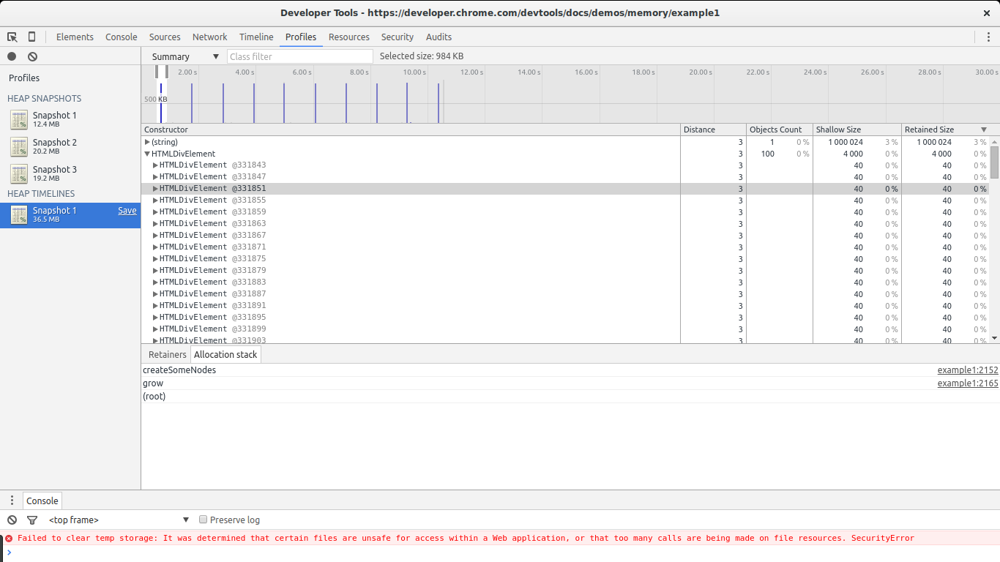 Developer Tools - https://developer.chrome.com/devtools/docs/demos/memory/example1
Elements Console Sources Network Timeline Profiles Resources Security Audits
Summary Class filter Selected size: 984 KB
Profiles
HEAP SNAPSHOTS
Snapshot 1
12.4 MB
Snapshot 2
20.2 MB
Snapshot 3
19.2 MB
HEAP TIMELINES
Snapshot 1 Save
36.5 MB
2.00 s 4.00 s 6.00 s 8.00 s 10.00 s 12.00 s 14.00 s 16.00 s 18.00 s 20.00 s 22.00 s 24.00 s 26.00 s 28.00 s 30.00 s
500 KB
Constructor Distance Objects Count Shallow Size Retained Size
(string) 3 1 0 % 1 000 024 3 % 1 000 024 3 %
HTMLDivElement 3 100 0 % 4 000 0 % 4 000 0 %
HTMLDivElement @331843 3 40 0 % 40 0 %
HTMLDivElement @331847 3 40 0 % 40 0 %
HTMLDivElement @331851 3 40 0 % 40 0 %
HTMLDivElement @331855 3 40 0 % 40 0 %
HTMLDivElement @331859 3 40 0 % 40 0 %
HTMLDivElement @331863 3 40 0 % 40 0 %
HTMLDivElement @331867 3 40 0 % 40 0 %
HTMLDivElement @331871 3 40 0 % 40 0 %
HTMLDivElement @331875 3 40 0 % 40 0 %
HTMLDivElement @331879 3 40 0 % 40 0 %
HTMLDivElement @331883 3 40 0 % 40 0 %
HTMLDivElement @331887 3 40 0 % 40 0 %
HTMLDivElement @331891 3 40 0 % 40 0 %
HTMLDivElement @331895 3 40 0 % 40 0 %
HTMLDivElement @331899 3 40 0 % 40 0 %
HTMLDivElement @331903 3 40 0 % 40 0 %
Retainers Allocation stack
createSomeNodes example1:2152
grow example1:2165
(root)
Console
<top frame> Preserve log
Failed to clear temp storage: It was determined that certain files are unsafe for access within a Web application, or that too many calls are being made on file resources. SecurityError